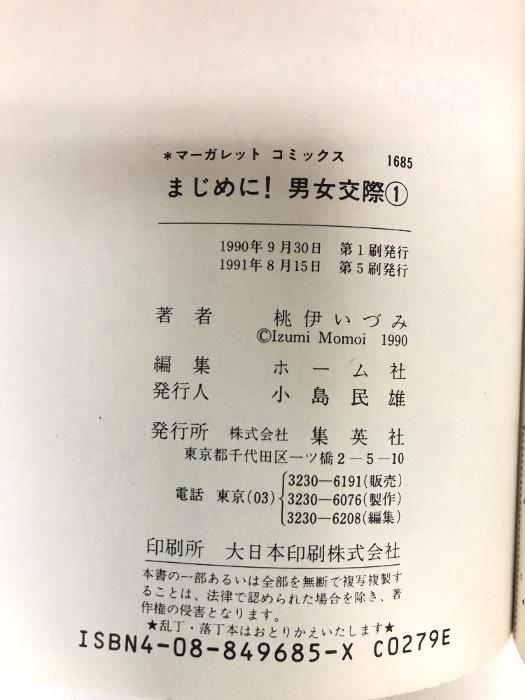 *マーガレット コミックス 1685
まじめに! 男女交際①
1990年9月30日 第1刷発行
1991年8月15日 第5刷発行
著者 桃伊いづみ
©Izumi Momoi 1990
編集 ホーム社
発行人 小島民雄
発行所 株式会社 集英社
東京都千代田区一ツ橋2-5-10
3230-6191(販売)
電話 東京(03) 3230-6076(製作)
3230-6208(編集)
印刷所 大日本印刷株式会社
本書の一部あるいは全部を無断で複写複製す
ることは、法律で認められた場合を除き、著
作権の侵害となります。
★乱丁・落丁本はおとりかえいたします★
ISBN4-08-849685-X C0279E